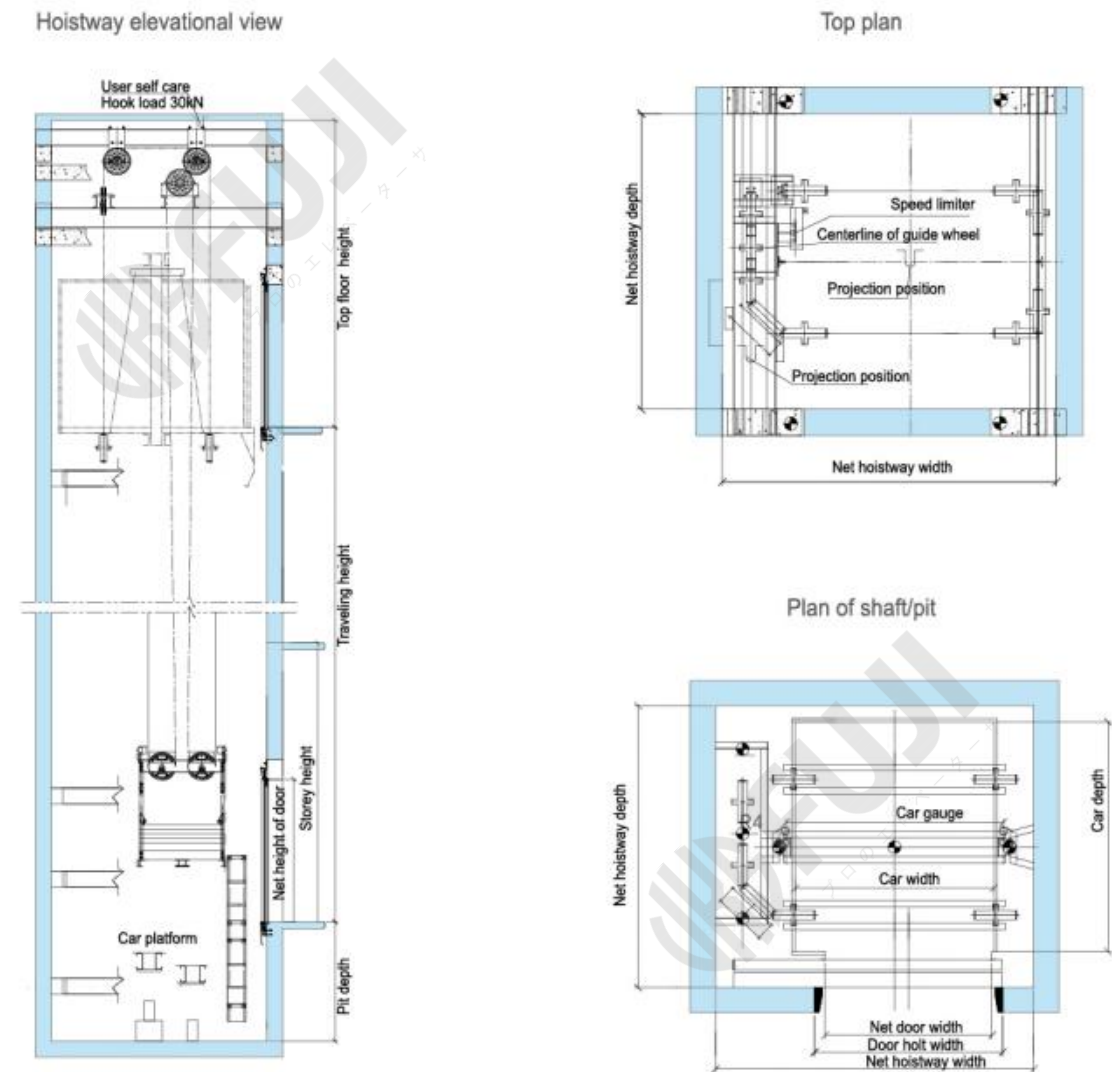 Hoistway elevational view
User self care
Hook load 30kN
Top floor height
Traveling height
Storey height
Net height of door
Car platform
Pit depth
Top plan
Net hoistway depth
Speed limiter
Centerline of guide wheel
Projection position
Projection position
Net hoistway width
Plan of shaft/pit
Net hoistway depth
Car gauge
Car width
Car depth
Net door width
Door holt width
Net hoistway width
FUJI
FUJI